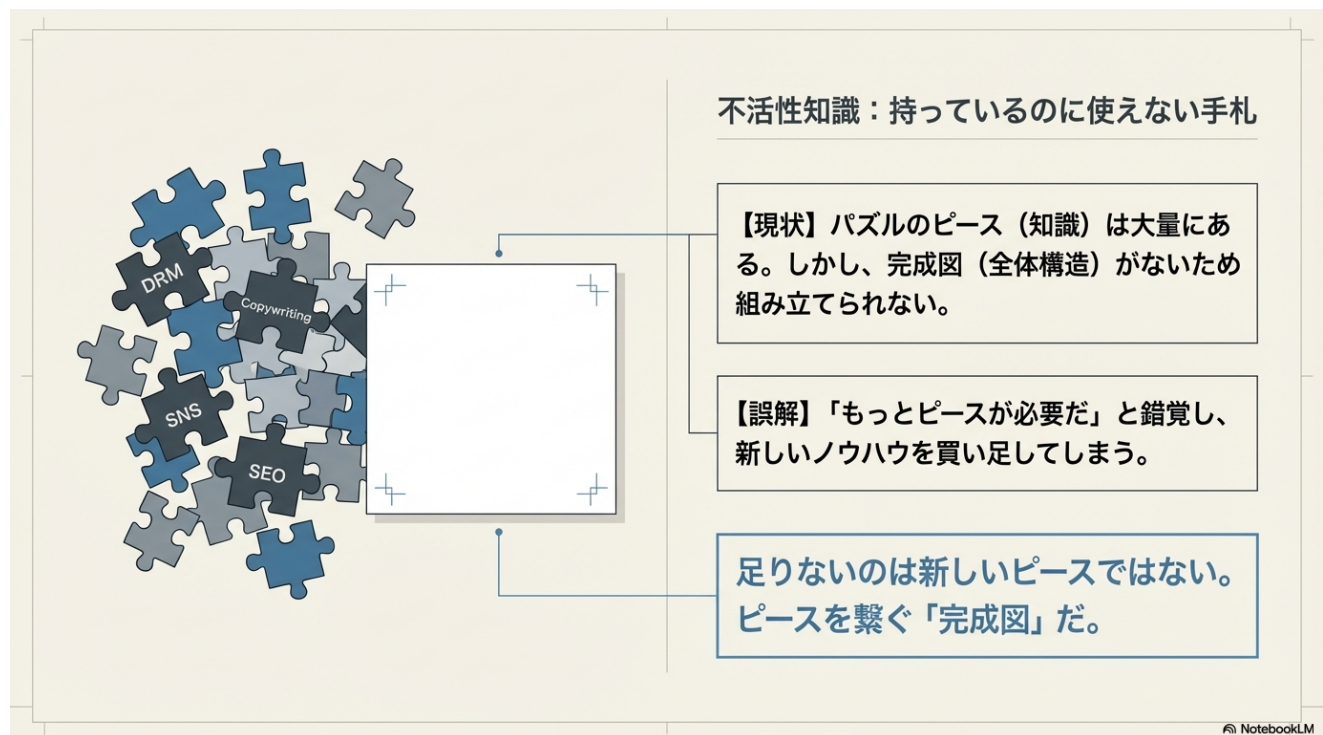 不活性知識：持っているのに使えない手札
DRM
Copywriting
SNS
SEO
【現状】パズルのピース（知識）は大量にあ
る。しかし、完成図（全体構造）がないため
組み立てられない。
【誤解】「もっとピースが必要だ」と錯覚し、
新しいノウハウを買い足してしまう。
足りないのは新しいピースではない。
ピースを繋ぐ「完成図」だ。
NotebookLM